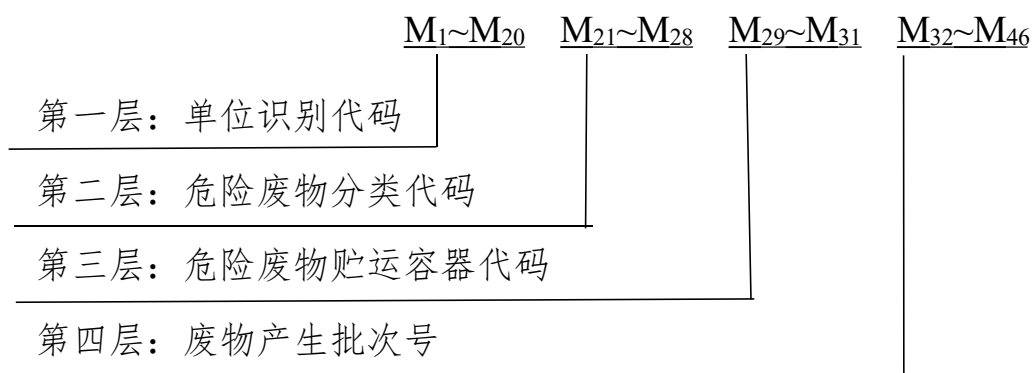 M₁~M₂₀ M₂₁~M₂₈ M₂₉~M₃₁ M₃₂~M₄₆
第一层：单位识别代码
第二层：危险废物分类代码
第三层：危险废物贮运容器代码
第四层：废物产生批次号